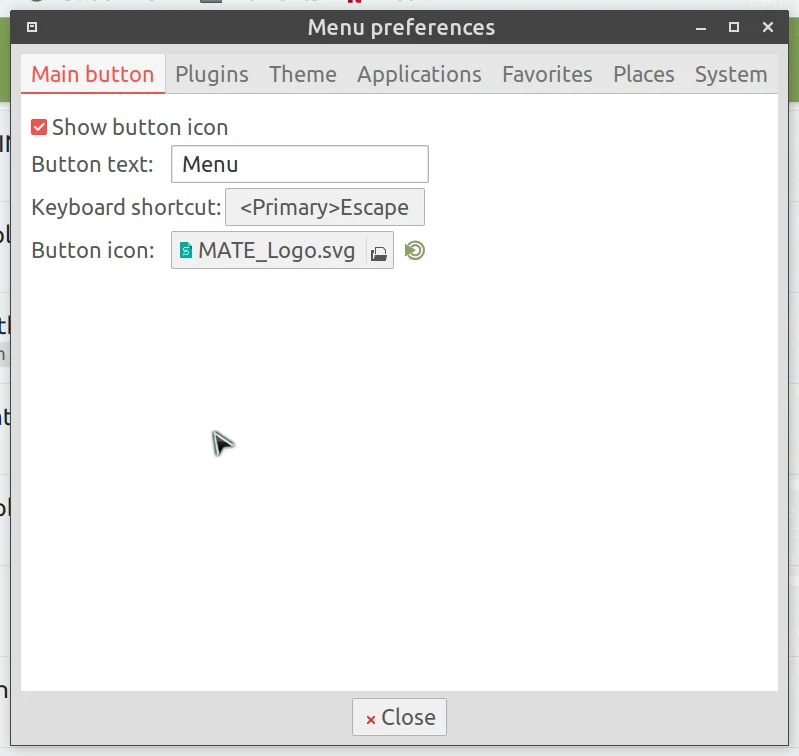 Menu preferences
Main button Plugins Theme Applications Favorites Places System
Show button icon
Button text: Menu
Keyboard shortcut: <Primary>Escape
Button icon: MATE_Logo.svg
Close